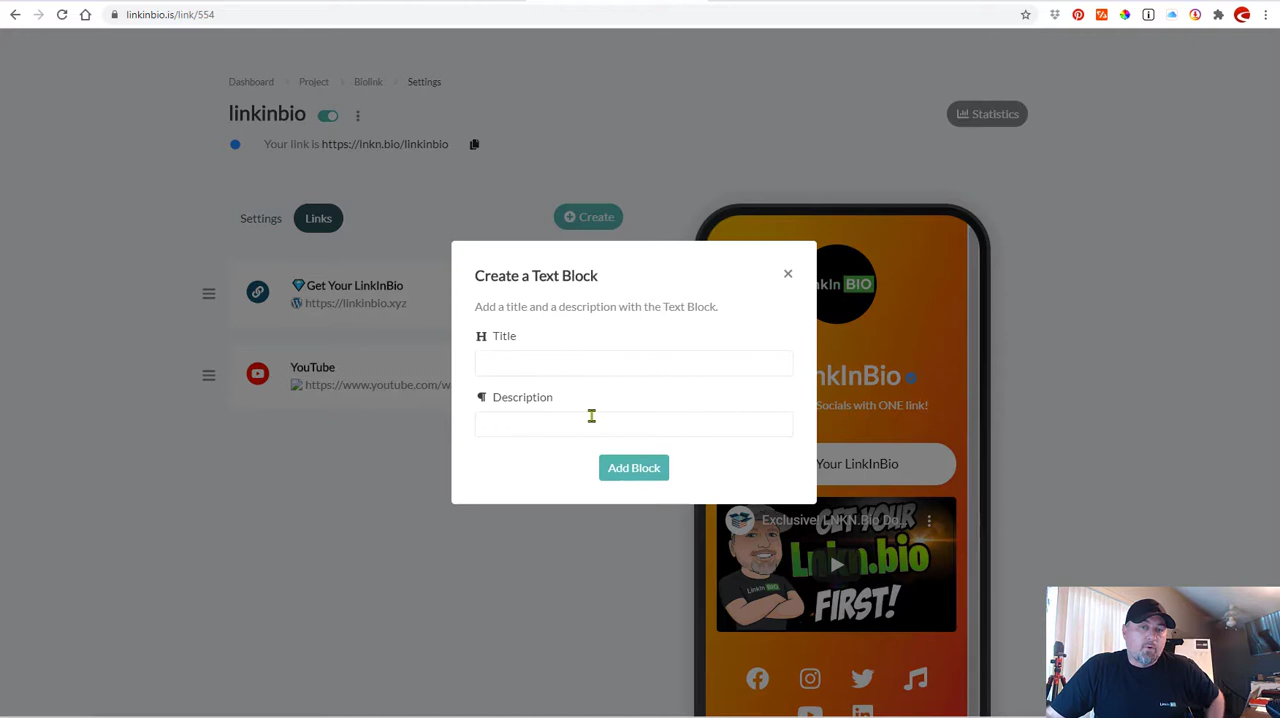 linkinbio.is/link/554
Dashboard Project Biolink Settings
linkinbio
Statistics
Your link is https://lnkn.bio/linkinbio
Settings Links Create
Get Your LinkInBio
https://linkinbio.xyz
YouTube
https://www.youtube.com/w
Create a Text Block
Add a title and a description with the Text Block.
H Title
Description
Add Block
kIn BIO
kInBio
Socials with ONE link!
Your LinkInBio
Exclusive! LNKN.Bio Do...
GET YOUR
Lnkn.bio
FIRST!
LinkIn BIO